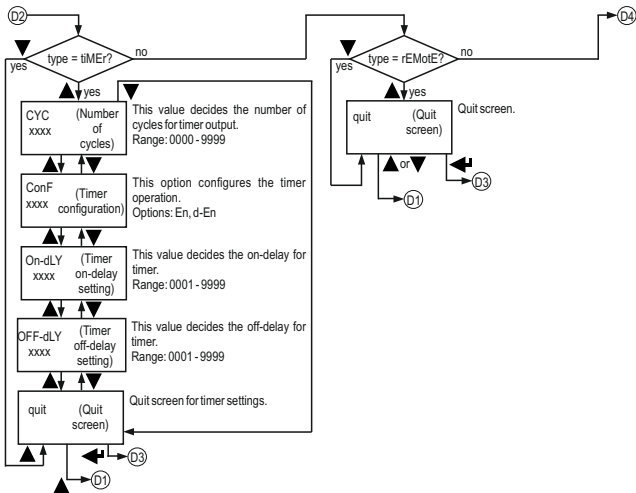 D2
type = tiMEr?
no
yes
yes
CYC
xxxx
(Number
of
cycles)
This value decides the number of
cycles for timer output.
Range: 0000 - 9999
ConF
xxxx
(Timer
configuration)
This option configures the timer
operation.
Options: En, d-En
On-dLY
xxxx
(Timer
on-delay
setting)
This value decides the on-delay for
timer.
Range: 0001 - 9999
OFF-dLY
xxxx
(Timer
off-delay
setting)
This value decides the off-delay for
timer.
Range: 0001 - 9999
quit
(Quit
screen)
Quit screen for timer settings.
D3
D1
type = rEMotE?
no
D4
yes
yes
quit
(Quit
screen)
Quit screen.
or
D3
D1